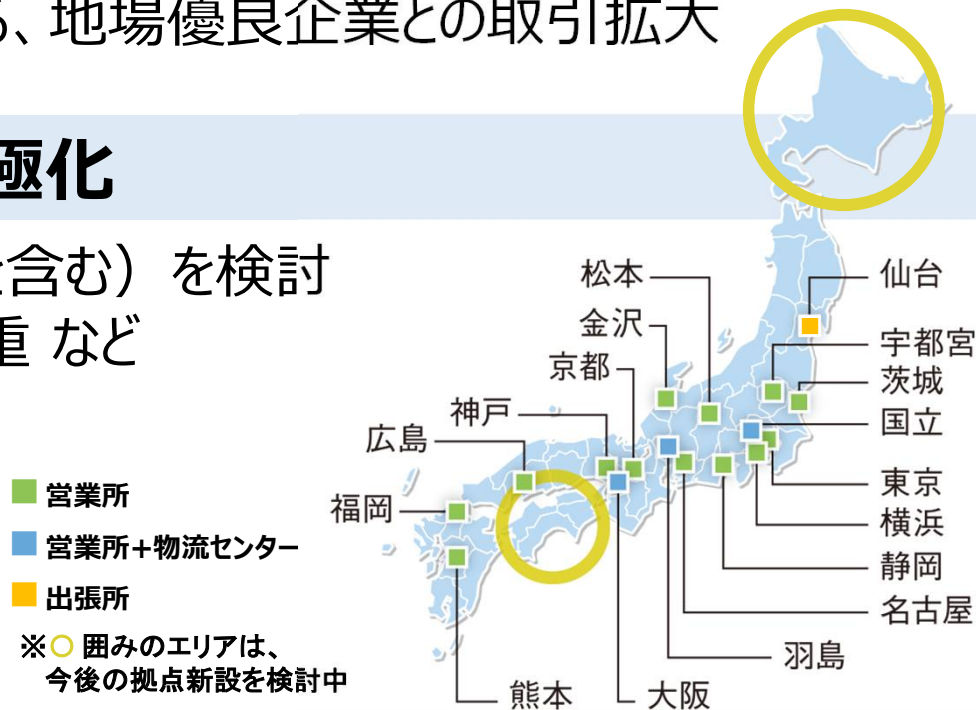 、地場優良企業との取引拡大
極化
含む）を検討
重 など
松本
仙台
金沢
宇都宮
京都
茨城
神戸
国立
広島
東京
福岡
横浜
静岡
名古屋
羽島
熊本
大阪
営業所
営業所+物流センター
出張所
※○ 囲みのエリアは、
今後の拠点新設を検討中